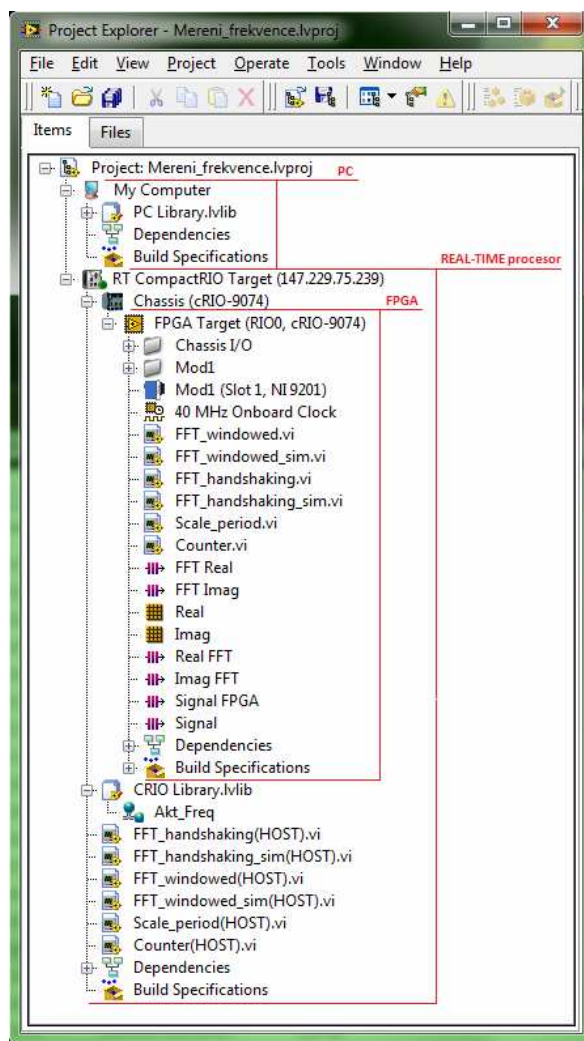 Project Explorer - Mereni_frekvence.lvproj
File Edit View Project Operate Tools Window Help
Items Files
Project: Mereni_frekvence.lvproj PC
My Computer
PC Library.lvlib
Dependencies
Build Specifications REAL-TIME procesor
RT CompactRIO Target (147.229.75.239)
Chassis (cRIO-9074) FPGA
FPGA Target (RIO0, cRIO-9074)
Chassis I/O
Mod1
Mod1 (Slot 1, NI 9201)
40 MHz Onboard Clock
FFT_windowed.vi
FFT_windowed_sim.vi
FFT_handshaking.vi
FFT_handshaking_sim.vi
Scale_period.vi
Counter.vi
FFT Real
FFT Imag
Real
Imag
Real FFT
Imag FFT
Signal FPGA
Signal
Dependencies
Build Specifications
CRIO Library.lvlib
Akt_Freq
FFT_handshaking(HOST).vi
FFT_handshaking_sim(HOST).vi
FFT_windowed(HOST).vi
FFT_windowed_sim(HOST).vi
Scale_period(HOST).vi
Counter(HOST).vi
Dependencies
Build Specifications